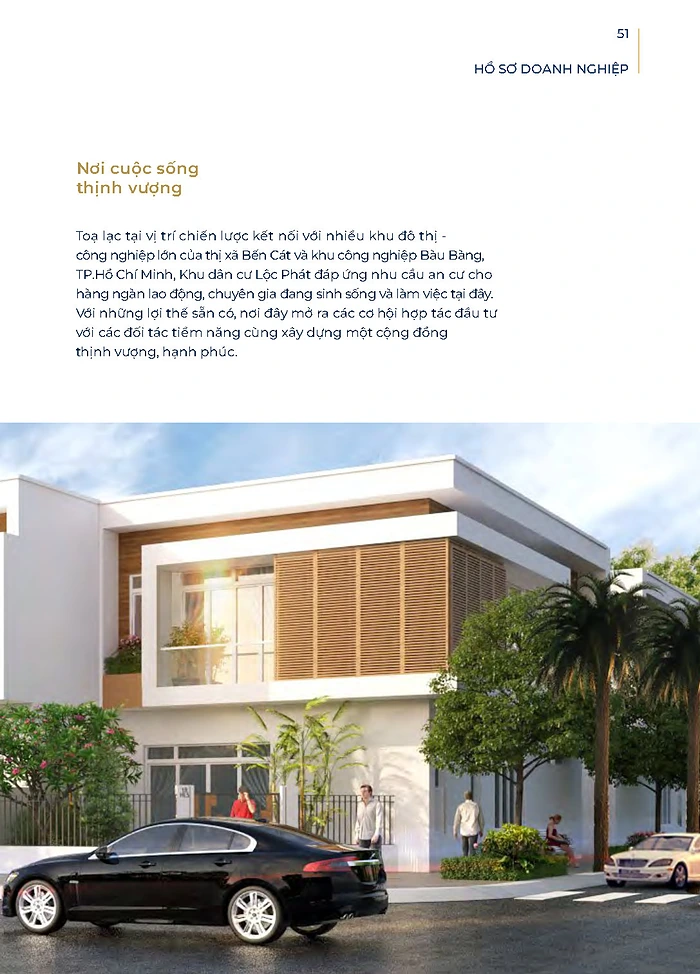 51
HỒ SƠ DOANH NGHIỆP
Nơi cuộc sống
thịnh vượng
Toạ lạc tại vị trí chiến lược kết nối với nhiều khu đô thị -
công nghiệp lớn của thị xã Bến Cát và khu công nghiệp Bàu Bàng,
TP.Hồ Chí Minh, Khu dân cư Lộc Phát đáp ứng nhu cầu an cư cho
hàng ngàn lao động, chuyên gia đang sinh sống và làm việc tại đây.
Với những lợi thế sẵn có, nơi đây mở ra các cơ hội hợp tác đầu tư
với các đối tác tiềm năng cùng xây dựng một cộng đồng
thịnh vượng, hạnh phúc.